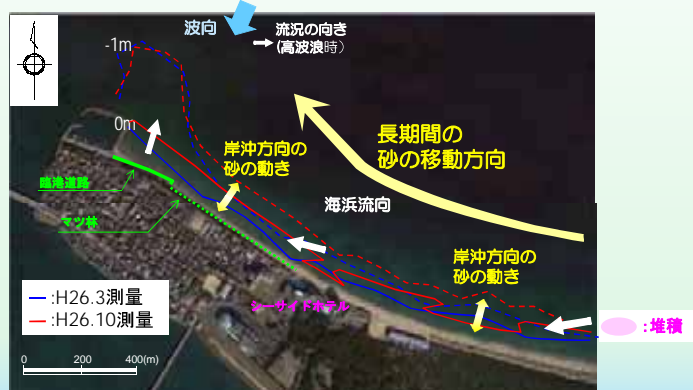 波向
流況の向き
(高波浪時)
-1m
0m
岸沖方向の
砂の動き
長期間の
砂の移動方向
臨港道路
マツ林
海浜流向
岸沖方向の
砂の動き
シーサイドホテル
:H26.3測量
:H26.10測量
:堆積
0 200 400(m)